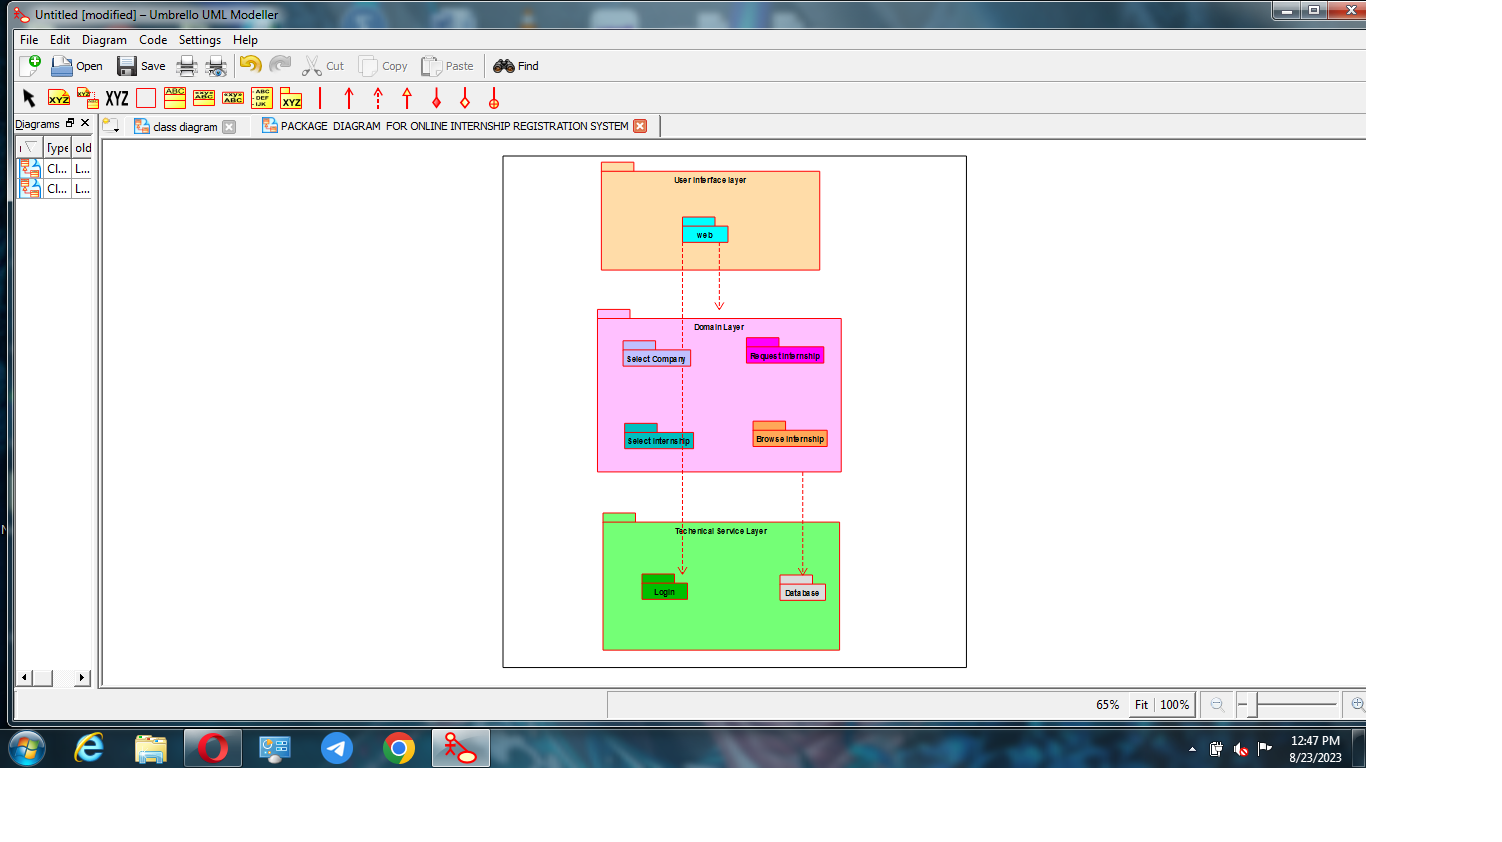 Untitled [modified] – Umbrello UML Modeller
File Edit Diagram Code Settings Help
Open Save Cut Copy Paste Find
XYZ XYZ XYZ ABC ABC ABC ABC DEF IJK XYZ
Diagrams
class diagram
PACKAGE DIAGRAM FOR ONLINE INTERNSHIP REGISTRATION SYSTEM
Type old
Cl... L...
Cl... L...
User Interface layer
web
Domain Layer
Select Company
Request Internship
Select Internship
Browse Internship
Techenical Service Layer
Login
Database
65% Fit 100%
12:47 PM
8/23/2023